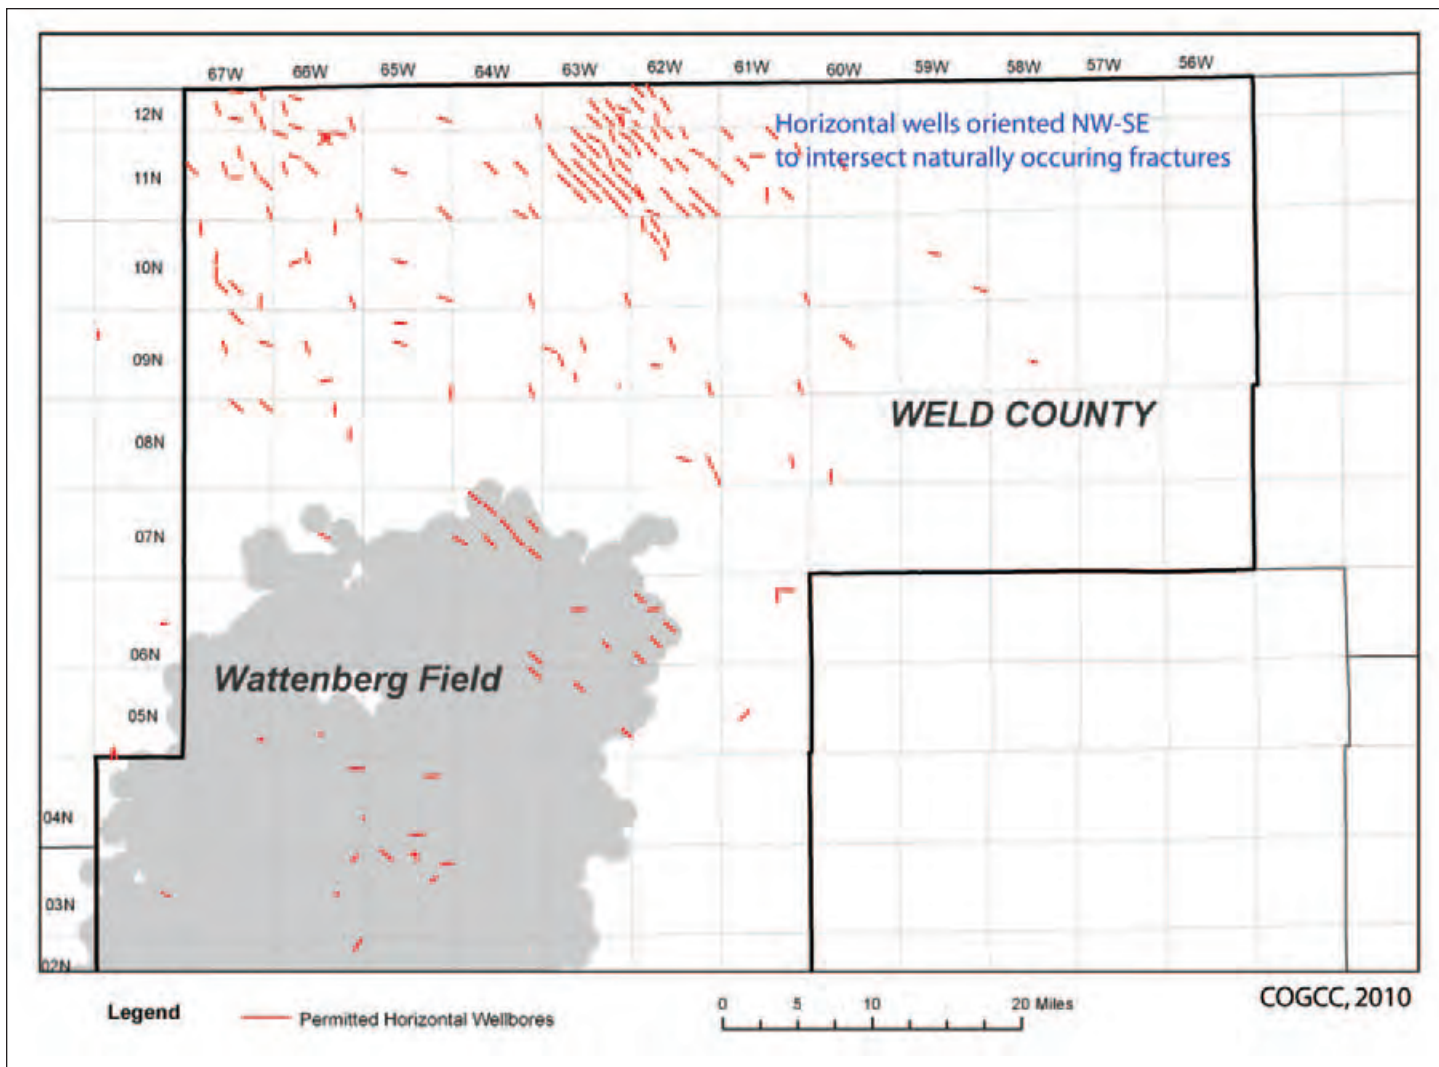 67W 66W 65W 64W 63W 62W 61W 60W 59W 58W 57W 56W
12N
Horizontal wells oriented NW-SE
to intersect naturally occuring fractures
11N
10N
09N
WELD COUNTY
08N
07N
06N
Wattenberg Field
05N
04N
03N
02N
Legend
Permitted Horizontal Wellbores
0 5 10 20 Miles
COGCC, 2010